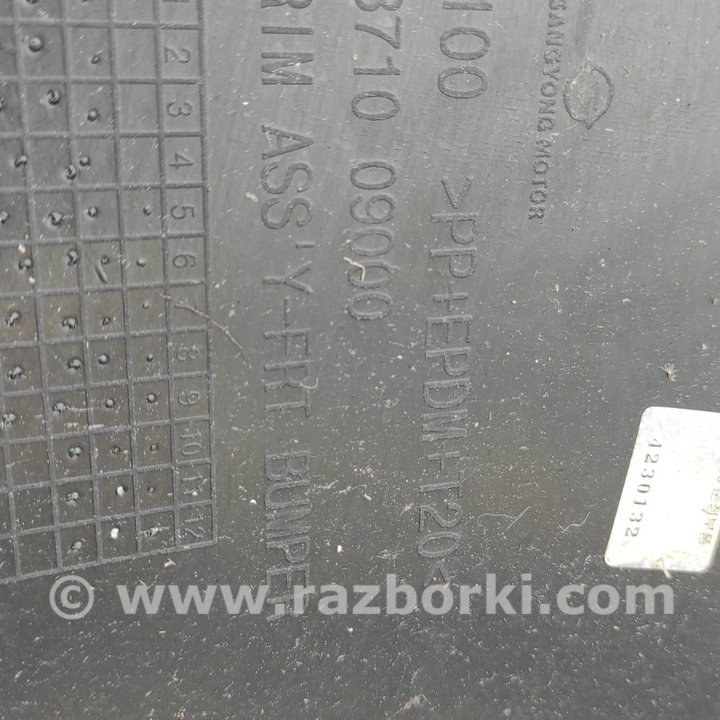 SSANGYONG MOTOR
100 >PP+EPDM+T20<
8710 09000
TRIM ASS'Y-FRT BUMPER
1 2 3 4 5 6 7 8 9 10 11 12
4230132
© www.razborki.com